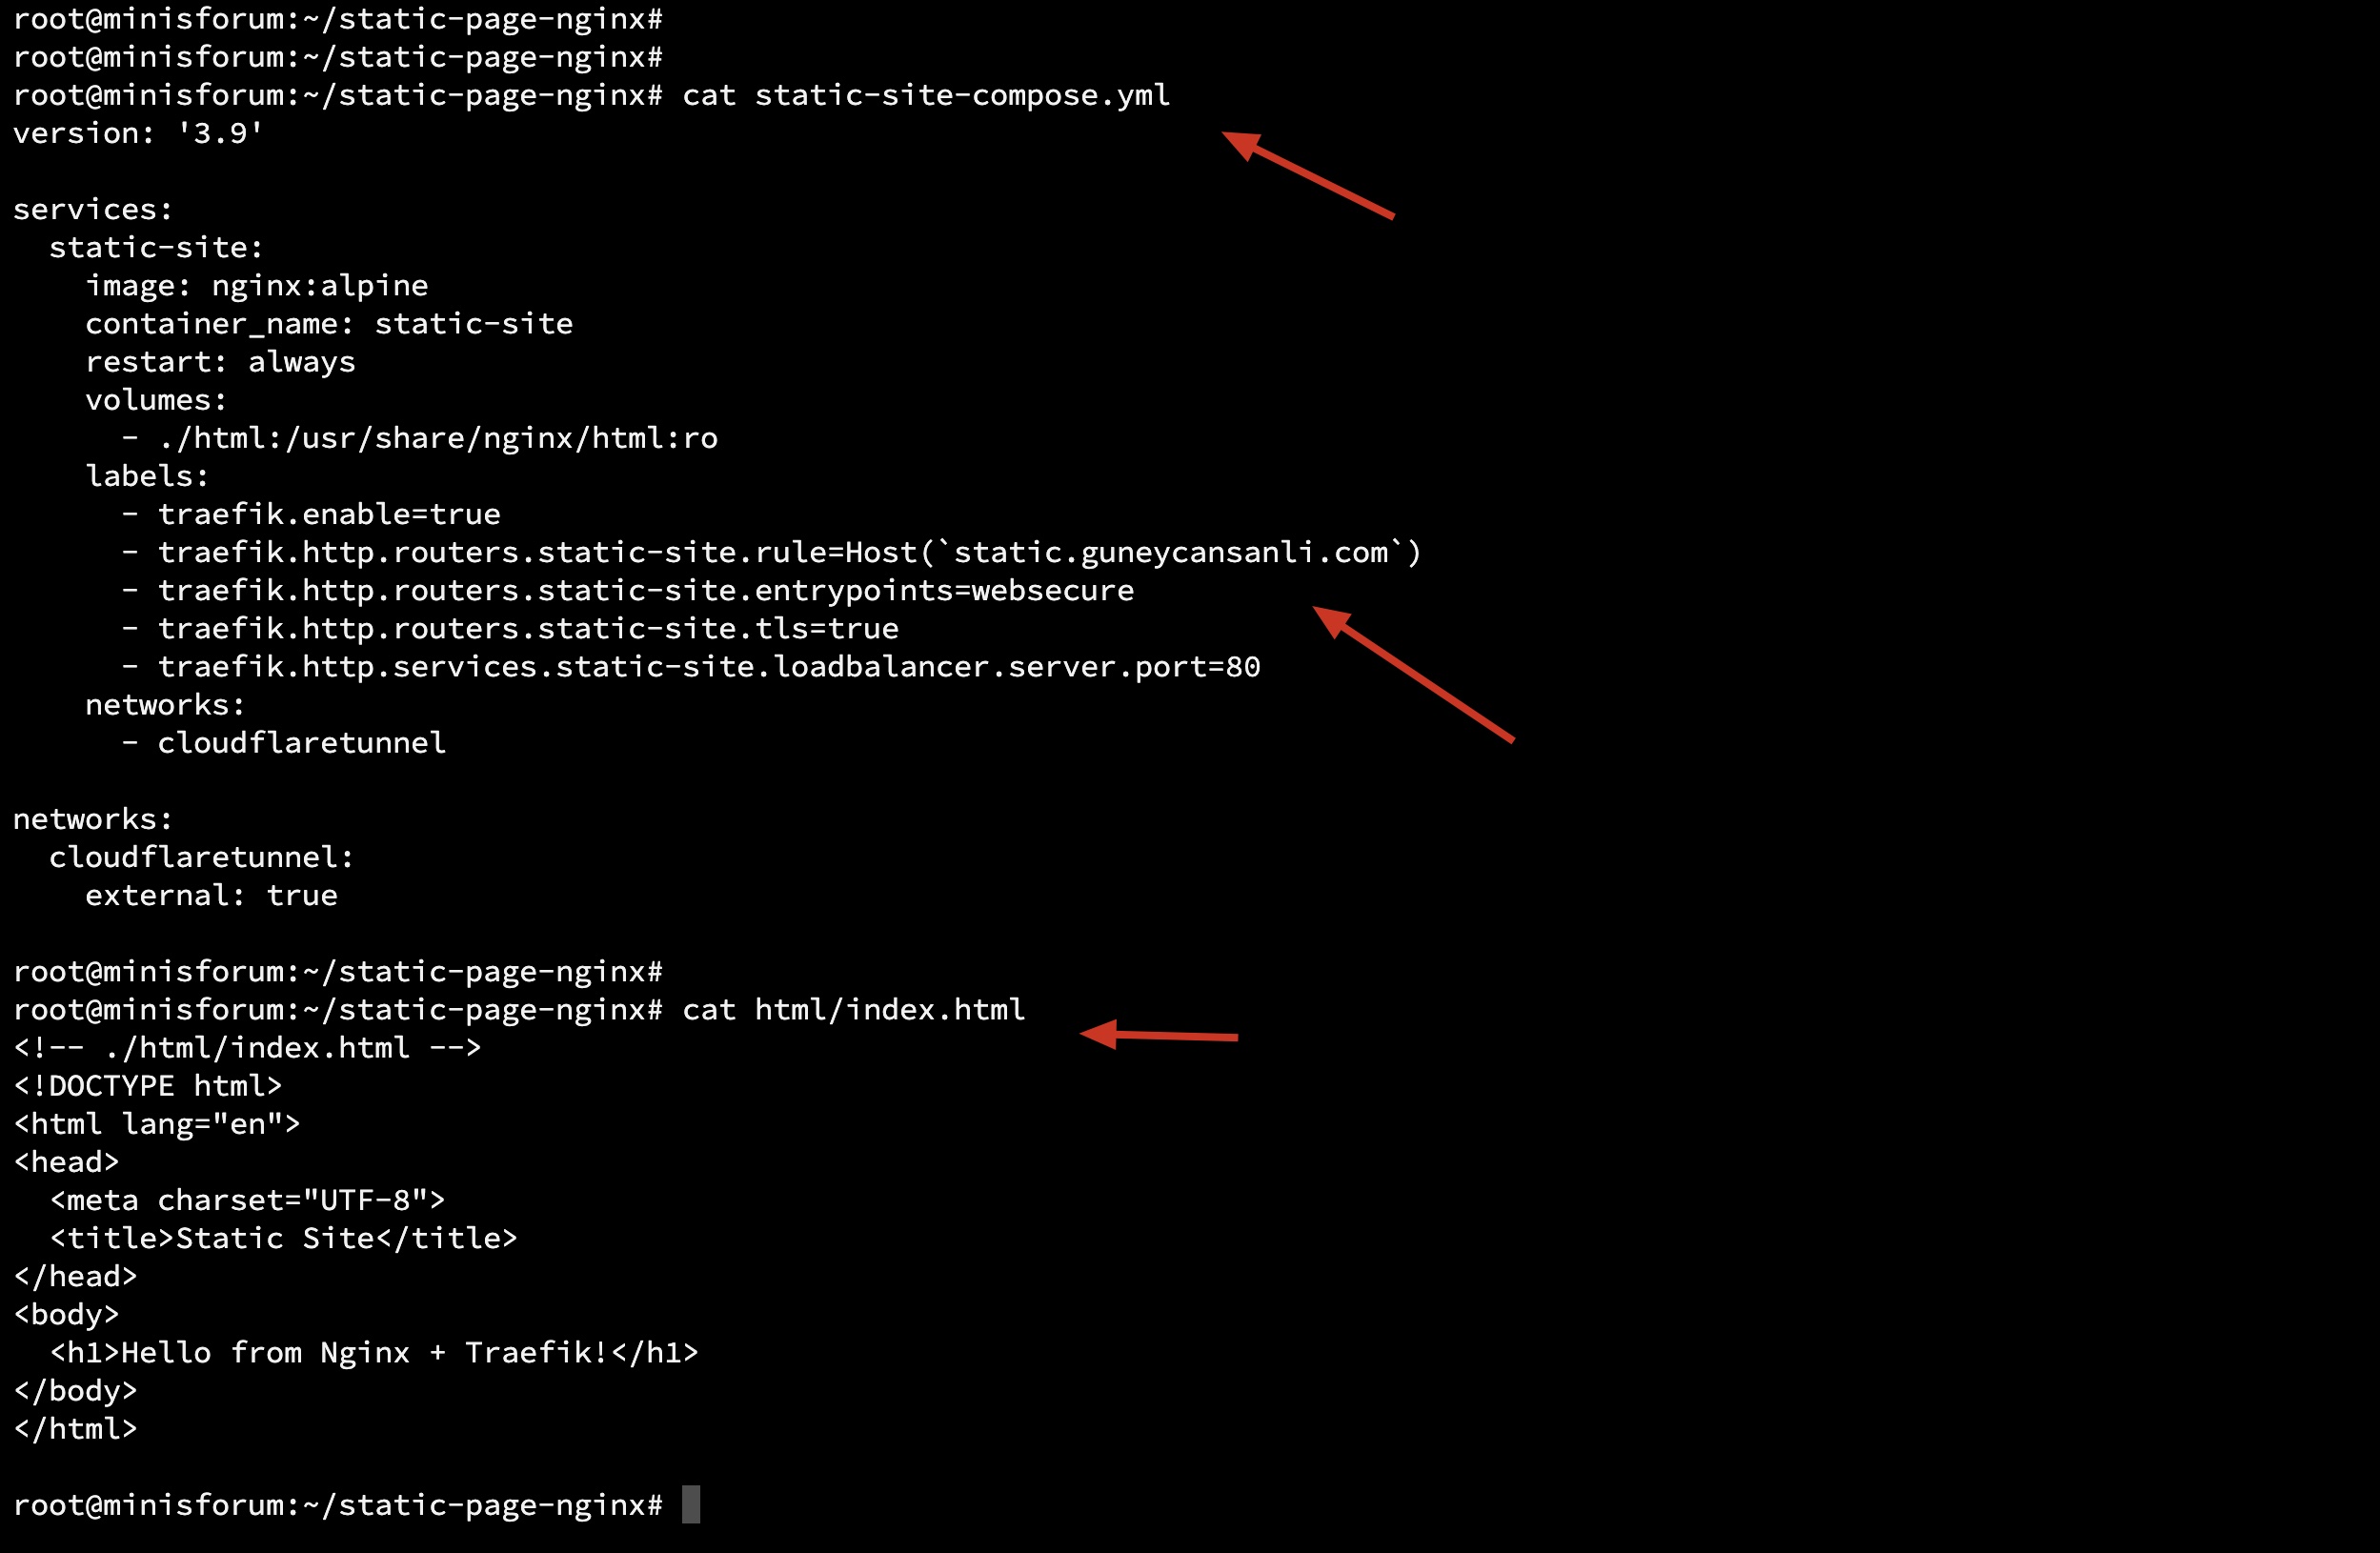 root@minisforum:~/static-page-nginx#
root@minisforum:~/static-page-nginx#
root@minisforum:~/static-page-nginx# cat static-site-compose.yml
version: '3.9'
services:
  static-site:
    image: nginx:alpine
    container_name: static-site
    restart: always
    volumes:
      - ./html:/usr/share/nginx/html:ro
    labels:
      - traefik.enable=true
      - traefik.http.routers.static-site.rule=Host(`static.guneycansanli.com`)
      - traefik.http.routers.static-site.entrypoints=websecure
      - traefik.http.routers.static-site.tls=true
      - traefik.http.services.static-site.loadbalancer.server.port=80
    networks:
      - cloudflaretunnel
networks:
  cloudflaretunnel:
    external: true
root@minisforum:~/static-page-nginx#
root@minisforum:~/static-page-nginx# cat html/index.html
<!-- ./html/index.html -->
<!DOCTYPE html>
<html lang="en">
<head>
  <meta charset="UTF-8">
  <title>Static Site</title>
</head>
<body>
  <h1>Hello from Nginx + Traefik!</h1>
</body>
</html>
root@minisforum:~/static-page-nginx#